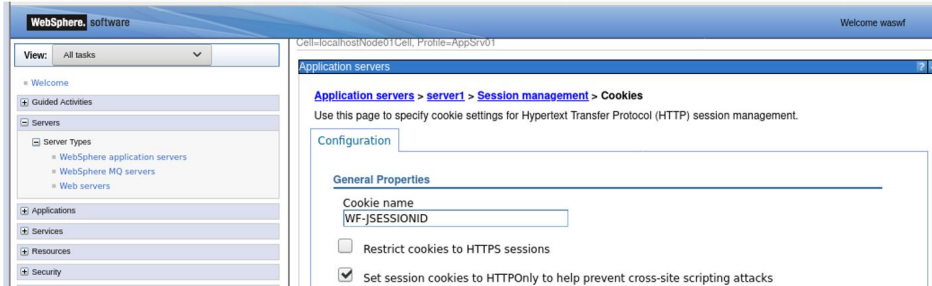 WebSphere. software
Welcome waswf
View: All tasks
Welcome
Guided Activities
Servers
Server Types
WebSphere application servers
WebSphere MQ servers
Web servers
Applications
Services
Resources
Security
Cell=localhostNode01Cell, Profile=AppSrv01
Application servers
?
Application servers > server1 > Session management > Cookies
Use this page to specify cookie settings for Hypertext Transfer Protocol (HTTP) session management.
Configuration
General Properties
Cookie name
WF-JSESSIONID
Restrict cookies to HTTPS sessions
Set session cookies to HTTPOnly to help prevent cross-site scripting attacks